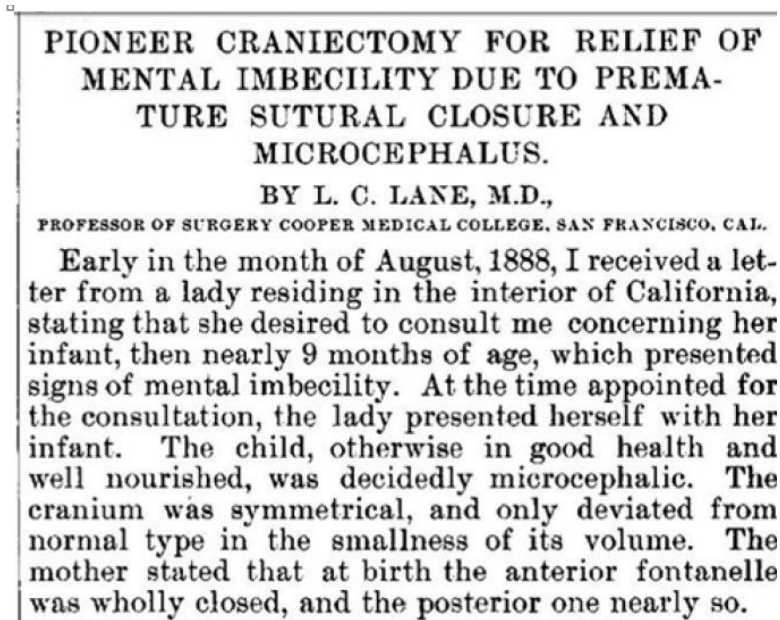 PIONEER CRANIECTOMY FOR RELIEF OF
MENTAL IMBECILITY DUE TO PREMA-
TURE SUTURAL CLOSURE AND
MICROCEPHALUS.
BY L. C. LANE, M.D.,
PROFESSOR OF SURGERY COOPER MEDICAL COLLEGE, SAN FRANCISCO, CAL.
Early in the month of August, 1888, I received a let-
ter from a lady residing in the interior of California,
stating that she desired to consult me concerning her
infant, then nearly 9 months of age, which presented
signs of mental imbecility. At the time appointed for
the consultation, the lady presented herself with her
infant. The child, otherwise in good health and
well nourished, was decidedly microcephalic. The
cranium was symmetrical, and only deviated from
normal type in the smallness of its volume. The
mother stated that at birth the anterior fontanelle
was wholly closed, and the posterior one nearly so.